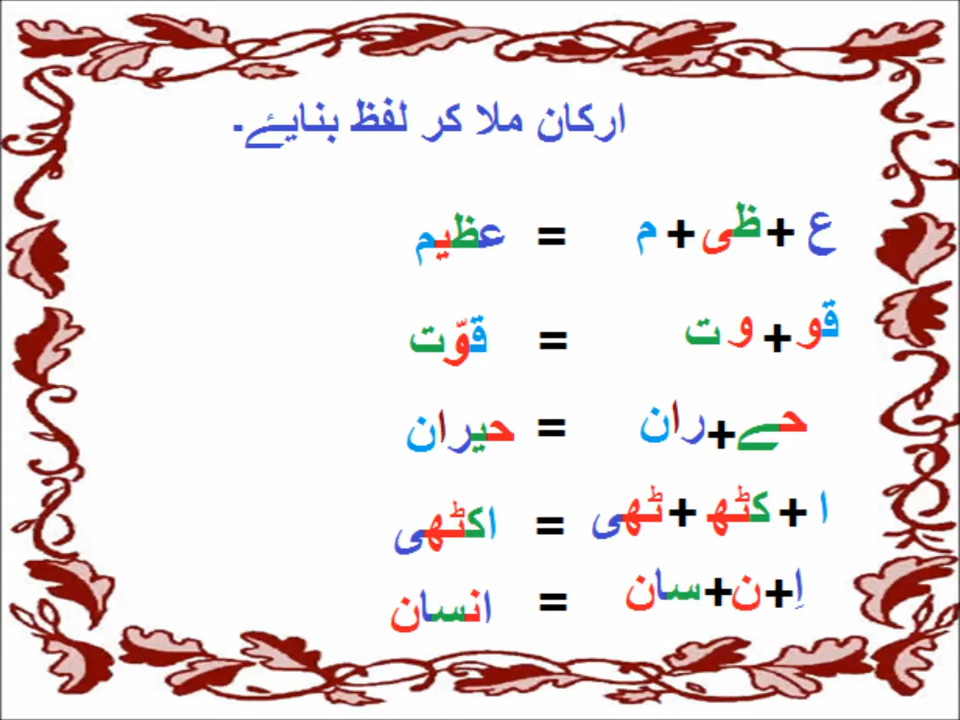 ارکان ملا کر لفظ بنایئے۔
ع + ظی + م = عظیم
قو + و ت = قوّت
حے + ران = حیران
ا + کٹھ + ٹھی = اکٹھی
اِ + ن + سان = انسان